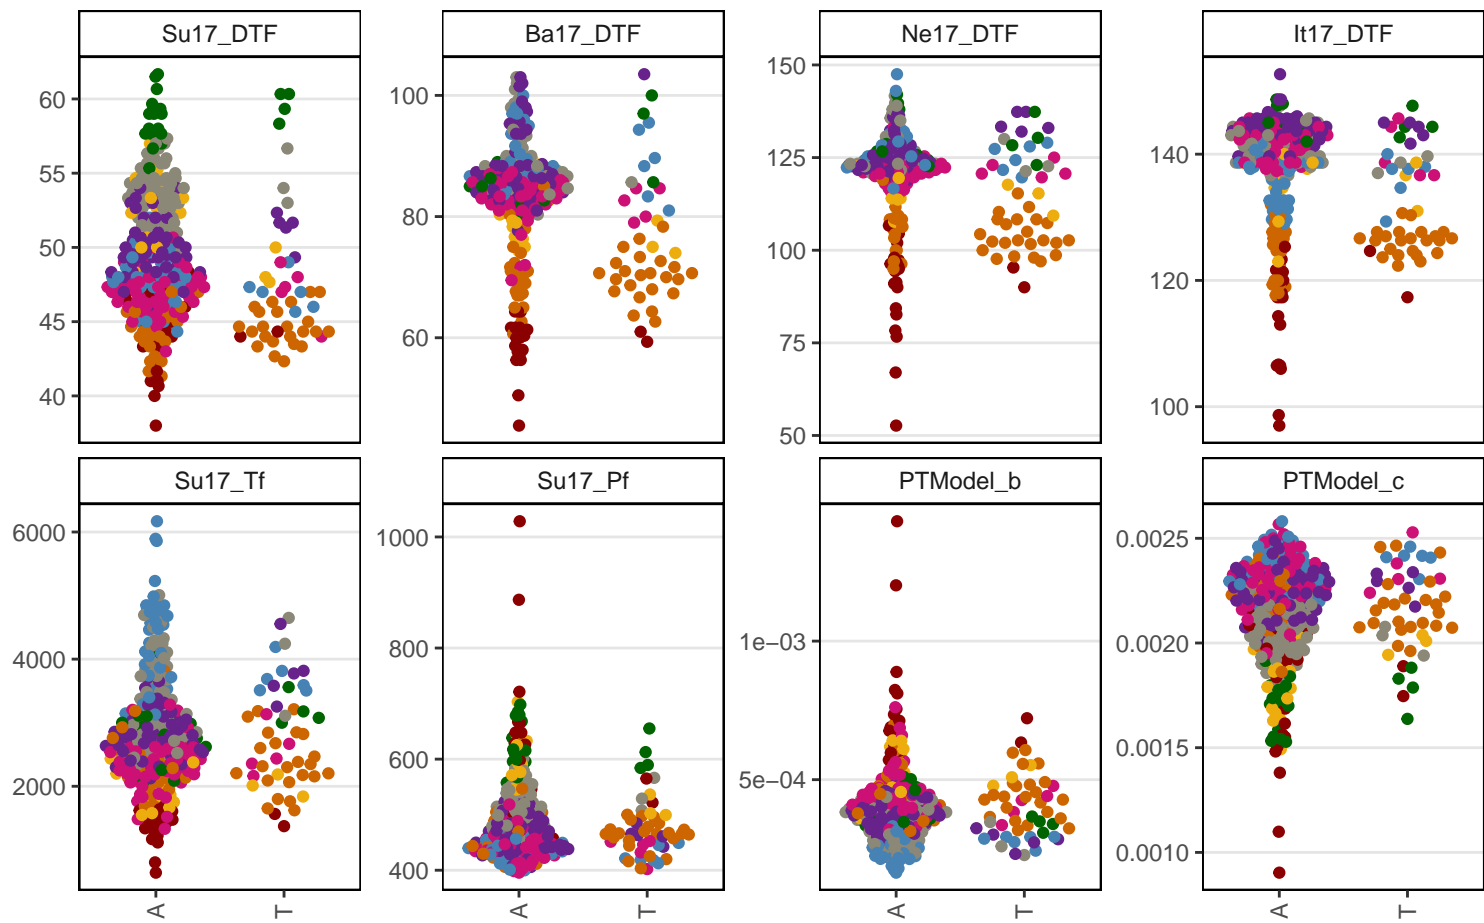 Su17_DTF
Ba17_DTF
Ne17_DTF
It17_DTF
60
55
50
45
40
100
80
60
150
125
100
75
50
140
120
100
Su17_Tf
Su17_Pf
PTModel_b
PTModel_c
6000
4000
2000
1000
800
600
400
1e−03
5e−04
0.0025
0.0020
0.0015
0.0010
A
T
A
T
A
T
A
T